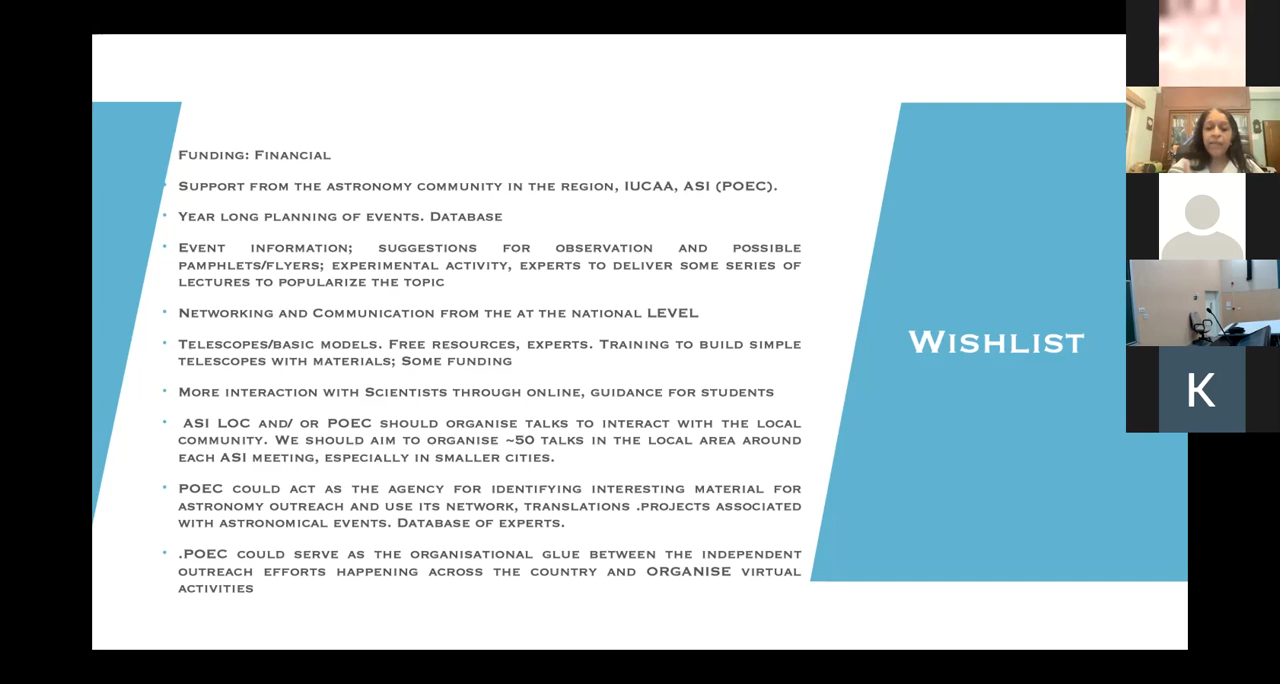 FUNDING: FINANCIAL
SUPPORT FROM THE ASTRONOMY COMMUNITY IN THE REGION, IUCAA, ASI (POEC).
YEAR LONG PLANNING OF EVENTS. DATABASE
EVENT INFORMATION; SUGGESTIONS FOR OBSERVATION AND POSSIBLE
PAMPHLETS/FLYERS; EXPERIMENTAL ACTIVITY, EXPERTS TO DELIVER SOME SERIES OF
LECTURES TO POPULARIZE THE TOPIC
NETWORKING AND COMMUNICATION FROM THE AT THE NATIONAL LEVEL
TELESCOPES/BASIC MODELS. FREE RESOURCES, EXPERTS. TRAINING TO BUILD SIMPLE
TELESCOPES WITH MATERIALS; SOME FUNDING
MORE INTERACTION WITH SCIENTISTS THROUGH ONLINE, GUIDANCE FOR STUDENTS
ASI LOC AND/ OR POEC SHOULD ORGANISE TALKS TO INTERACT WITH THE LOCAL
COMMUNITY. WE SHOULD AIM TO ORGANISE ~50 TALKS IN THE LOCAL AREA AROUND
EACH ASI MEETING, ESPECIALLY IN SMALLER CITIES.
POEC COULD ACT AS THE AGENCY FOR IDENTIFYING INTERESTING MATERIAL FOR
ASTRONOMY OUTREACH AND USE ITS NETWORK, TRANSLATIONS .PROJECTS ASSOCIATED
WITH ASTRONOMICAL EVENTS. DATABASE OF EXPERTS.
.POEC COULD SERVE AS THE ORGANISATIONAL GLUE BETWEEN THE INDEPENDENT
OUTREACH EFFORTS HAPPENING ACROSS THE COUNTRY AND ORGANISE VIRTUAL
ACTIVITIES
WISHLIST
K